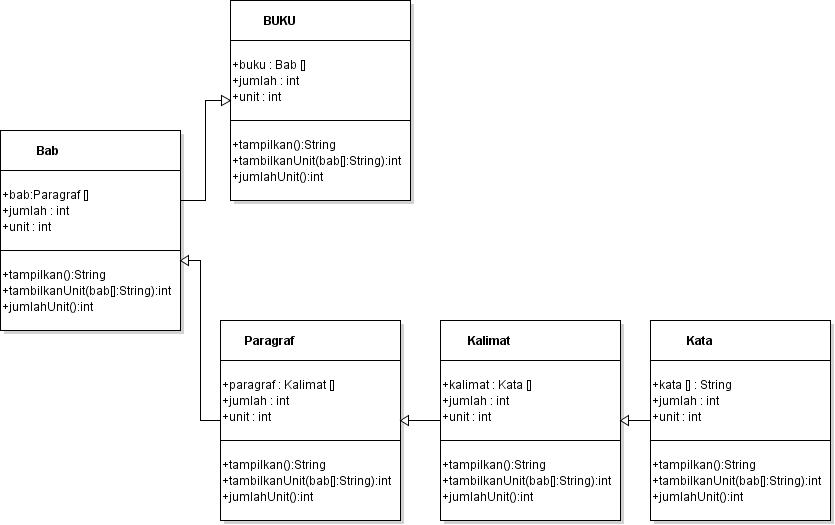 BUKU
+buku : Bab []
+jumlah : int
+unit : int
+tampilkan():String
+tambilkanUnit(bab[]:String):int
+jumlahUnit():int
Bab
+bab:Paragraf []
+jumlah : int
+unit : int
+tampilkan():String
+tambilkanUnit(bab[]:String):int
+jumlahUnit():int
Paragraf
+paragraf : Kalimat []
+jumlah : int
+unit : int
+tampilkan():String
+tambilkanUnit(bab[]:String):int
+jumlahUnit():int
Kalimat
+kalimat : Kata []
+jumlah : int
+unit : int
+tampilkan():String
+tambilkanUnit(bab[]:String):int
+jumlahUnit():int
Kata
+kata [] : String
+jumlah : int
+unit : int
+tampilkan():String
+tambilkanUnit(bab[]:String):int
+jumlahUnit():int